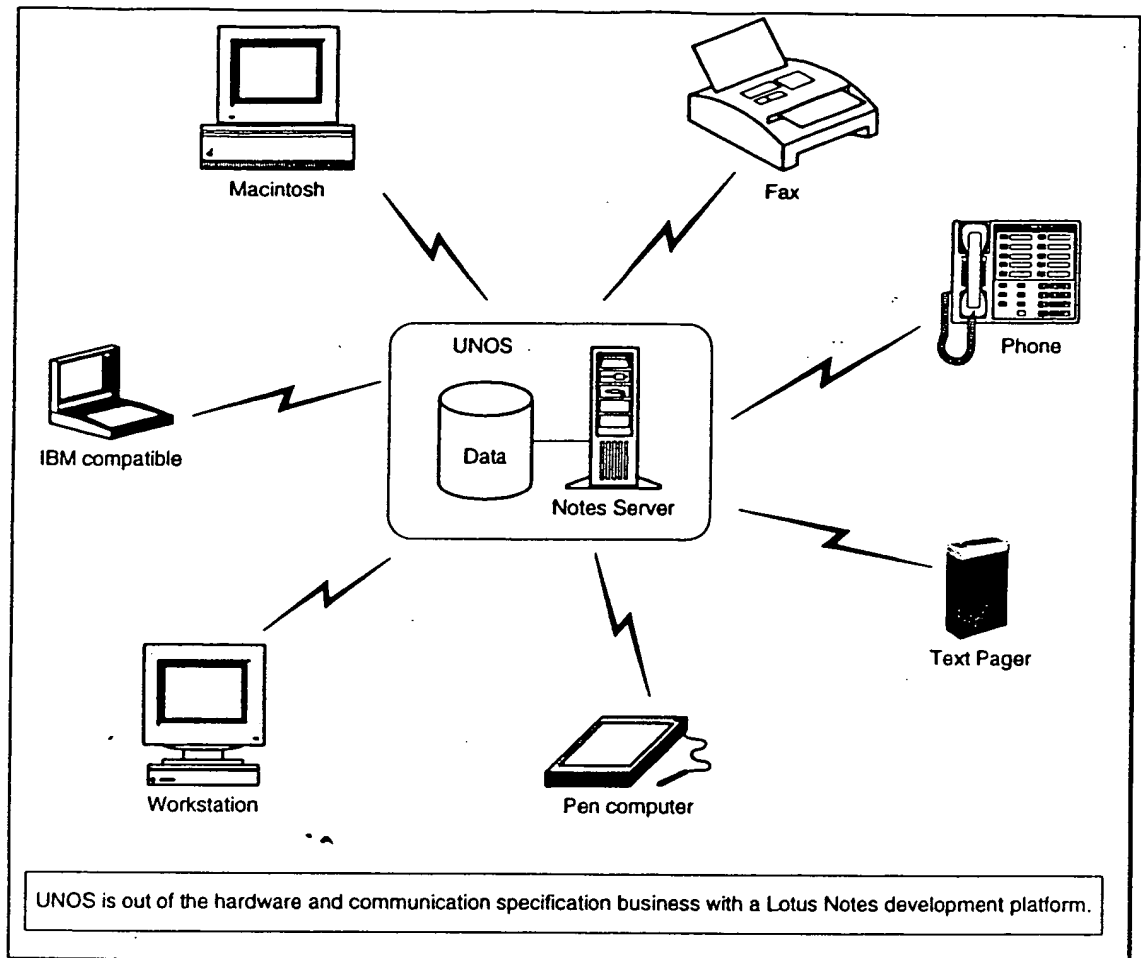 Macintosh
Fax
Phone
UNOS
IBM compatible
Data
Notes Server
Text Pager
Workstation
Pen computer
UNOS is out of the hardware and communication specification business with a Lotus Notes development platform.